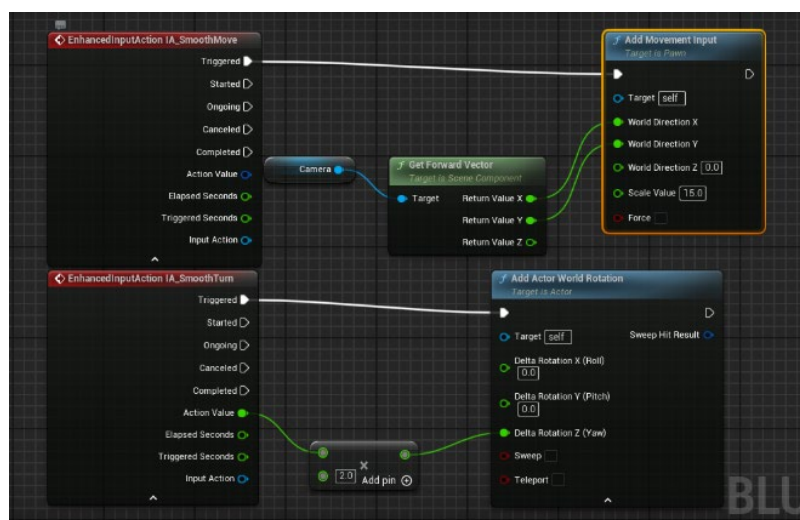 EnhancedInputAction IA_SmoothMove
Triggered
Started
Ongoing
Canceled
Completed
Action Value
Elapsed Seconds
Triggered Seconds
Input Action
Camera
Get Forward Vector
Target is Scene Component
Target Return Value X
Return Value Y
Return Value Z
Add Movement Input
Target is Pawn
Target self
World Direction X
World Direction Y
World Direction Z 0.0
Scale Value 15.0
Force
EnhancedInputAction IA_SmoothTurn
Triggered
Started
Ongoing
Canceled
Completed
Action Value
Elapsed Seconds
Triggered Seconds
Input Action
×
2.0 Add pin
Add Actor World Rotation
Target is Actor
Target self Sweep Hit Result
Delta Rotation X (Roll)
0.0
Delta Rotation Y (Pitch)
0.0
Delta Rotation Z (Yaw)
Sweep
Teleport
BLU